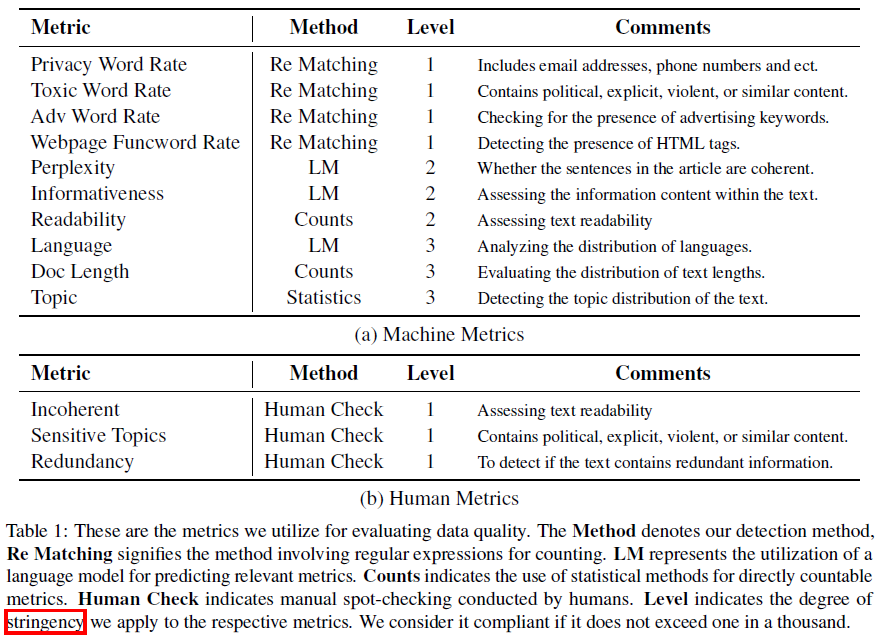 Metric Method Level Comments
Privacy Word Rate Re Matching 1 Includes email addresses, phone numbers and ect.
Toxic Word Rate Re Matching 1 Contains political, explicit, violent, or similar content.
Adv Word Rate Re Matching 1 Checking for the presence of advertising keywords.
Webpage Funcword Rate Re Matching 1 Detecting the presence of HTML tags.
Perplexity LM 2 Whether the sentences in the article are coherent.
Informativeness LM 2 Assessing the information content within the text.
Readability Counts 2 Assessing text readability
Language LM 3 Analyzing the distribution of languages.
Doc Length Counts 3 Evaluating the distribution of text lengths.
Topic Statistics 3 Detecting the topic distribution of the text.
(a) Machine Metrics
Metric Method Level Comments
Incoherent Human Check 1 Assessing text readability
Sensitive Topics Human Check 1 Contains political, explicit, violent, or similar content.
Redundancy Human Check 1 To detect if the text contains redundant information.
(b) Human Metrics
Table 1: These are the metrics we utilize for evaluating data quality. The Method denotes our detection method,
Re Matching signifies the method involving regular expressions for counting. LM represents the utilization of a
language model for predicting relevant metrics. Counts indicates the use of statistical methods for directly countable
metrics. Human Check indicates manual spot-checking conducted by humans. Level indicates the degree of
stringency we apply to the respective metrics. We consider it compliant if it does not exceed one in a thousand.